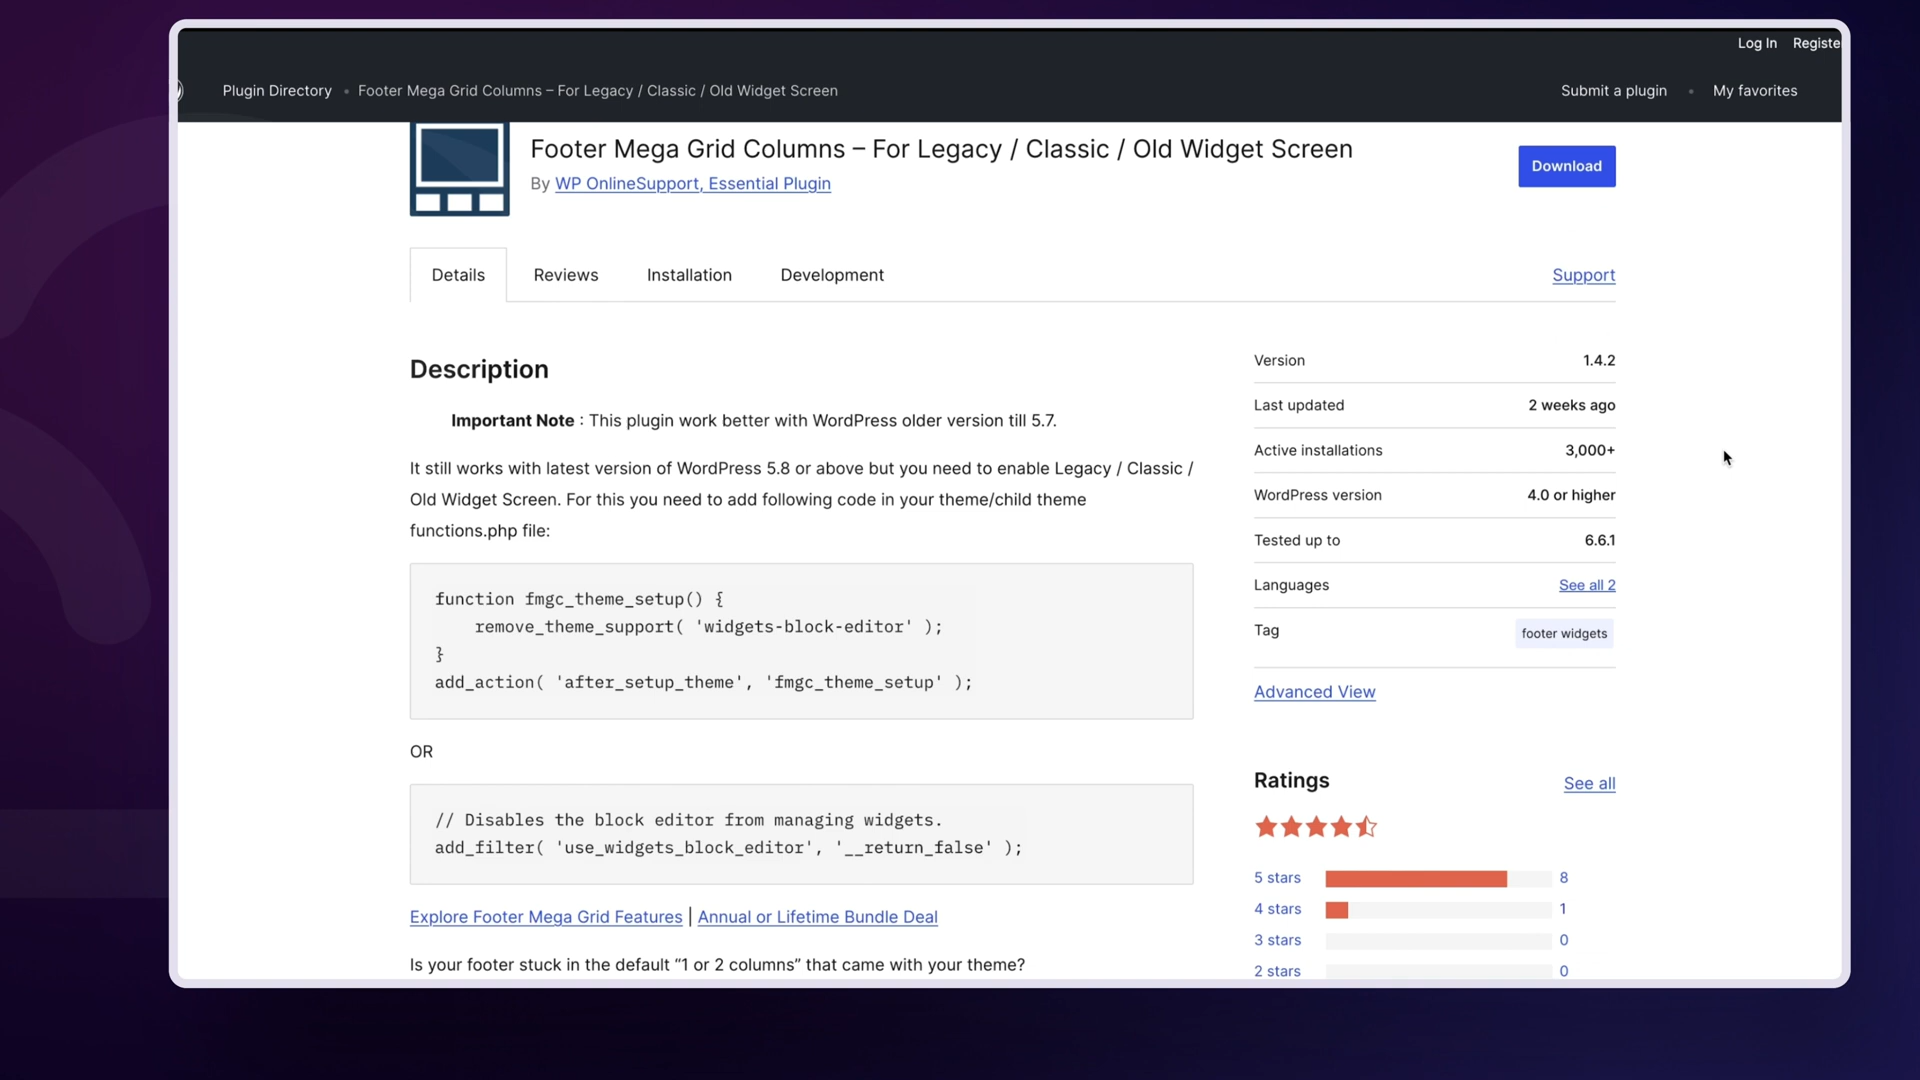 Log In Registe
Plugin Directory • Footer Mega Grid Columns – For Legacy / Classic / Old Widget Screen
Submit a plugin • My favorites
Footer Mega Grid Columns – For Legacy / Classic / Old Widget Screen
By WP OnlineSupport, Essential Plugin
Download
Details Reviews Installation Development
Support
Description
Important Note : This plugin work better with WordPress older version till 5.7.
It still works with latest version of WordPress 5.8 or above but you need to enable Legacy / Classic /
Old Widget Screen. For this you need to add following code in your theme/child theme
functions.php file:
function fmgc_theme_setup() {
    remove_theme_support( 'widgets-block-editor' );
}
add_action( 'after_setup_theme', 'fmgc_theme_setup' );
OR
// Disables the block editor from managing widgets.
add_filter( 'use_widgets_block_editor', '__return_false' );
Explore Footer Mega Grid Features | Annual or Lifetime Bundle Deal
Is your footer stuck in the default “1 or 2 columns” that came with your theme?
Version 1.4.2
Last updated 2 weeks ago
Active installations 3,000+
WordPress version 4.0 or higher
Tested up to 6.6.1
Languages See all 2
Tag footer widgets
Advanced View
Ratings See all
5 stars 8
4 stars 1
3 stars 0
2 stars 0